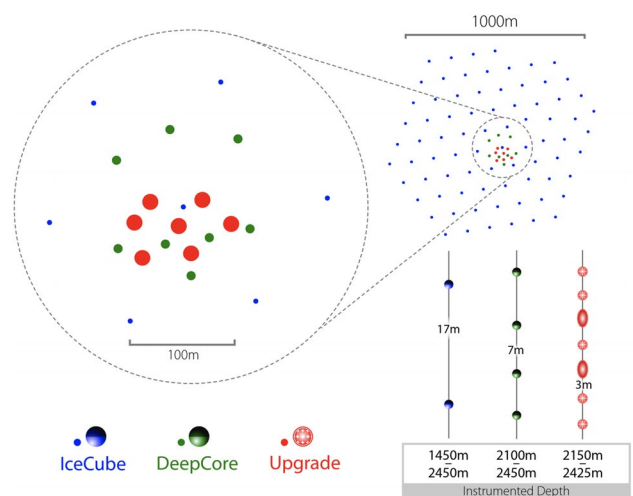 1000m
100m
17m
7m
3m
IceCube
DeepCore
Upgrade
1450m 2100m 2150m
– – –
2450m 2450m 2425m
Instrumented Depth